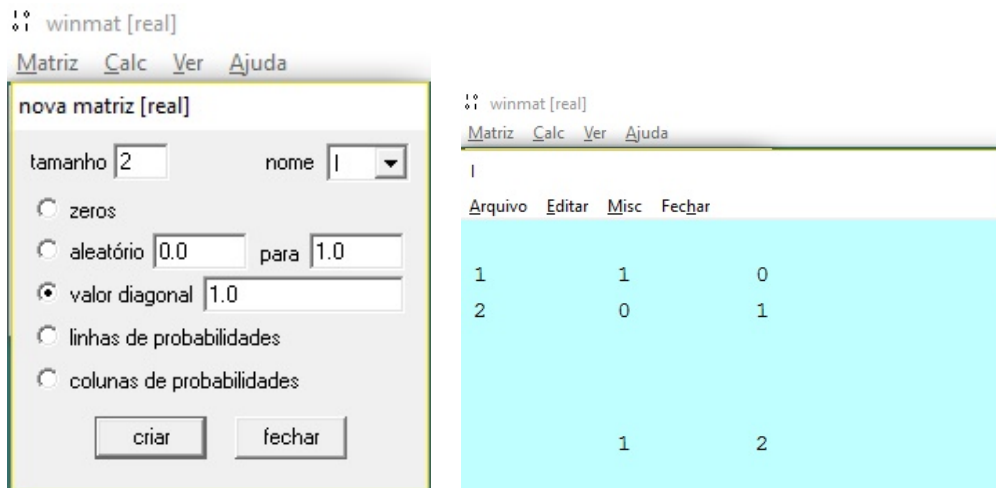 winmat [real]
Matriz Calc Ver Ajuda
nova matriz [real]
tamanho 2 nome I
zeros
aleatório 0.0 para 1.0
valor diagonal 1.0
linhas de probabilidades
colunas de probabilidades
criar fechar
winmat [real]
Matriz Calc Ver Ajuda
I
Arquivo Editar Misc Fechar
1 1 0
2 0 1
1 2